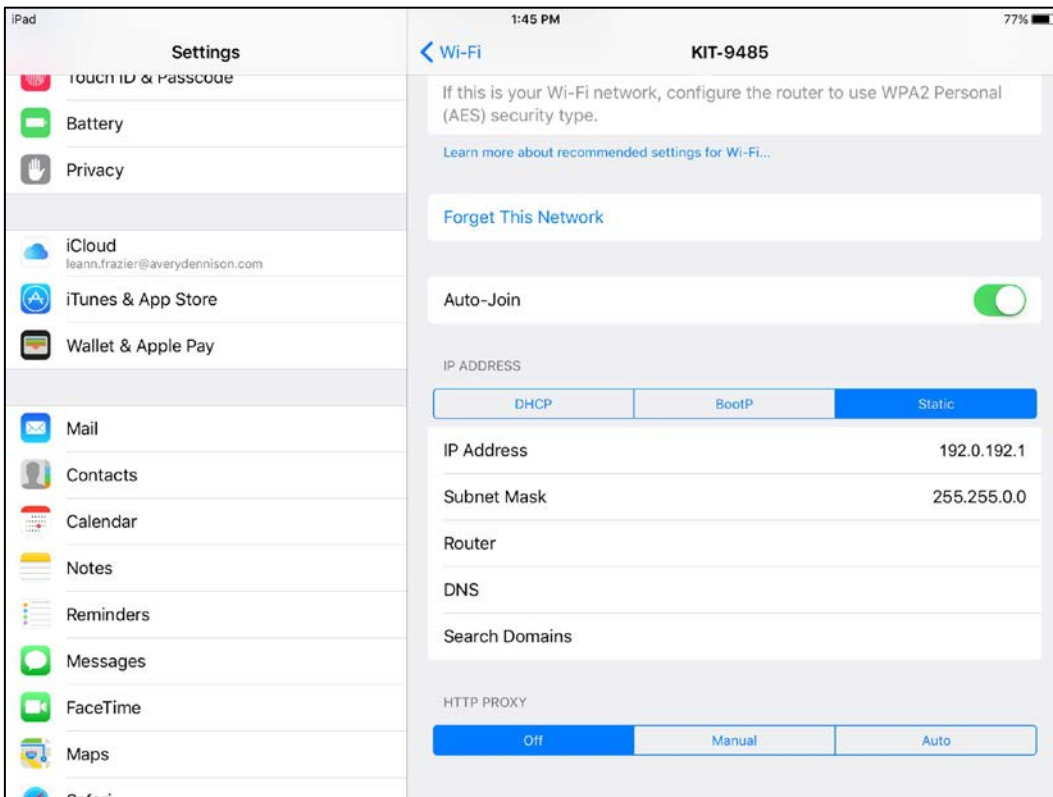 iPad
1:45 PM
77%
Settings
Touch ID & Passcode
Battery
Privacy
iCloud
leann.frazier@averydennison.com
iTunes & App Store
Wallet & Apple Pay
Mail
Contacts
Calendar
Notes
Reminders
Messages
FaceTime
Maps
Safari
Wi-Fi
KIT-9485
If this is your Wi-Fi network, configure the router to use WPA2 Personal
(AES) security type.
Learn more about recommended settings for Wi-Fi...
Forget This Network
Auto-Join
IP ADDRESS
DHCP
BootP
Static
IP Address 192.0.192.1
Subnet Mask 255.255.0.0
Router
DNS
Search Domains
HTTP PROXY
Off
Manual
Auto